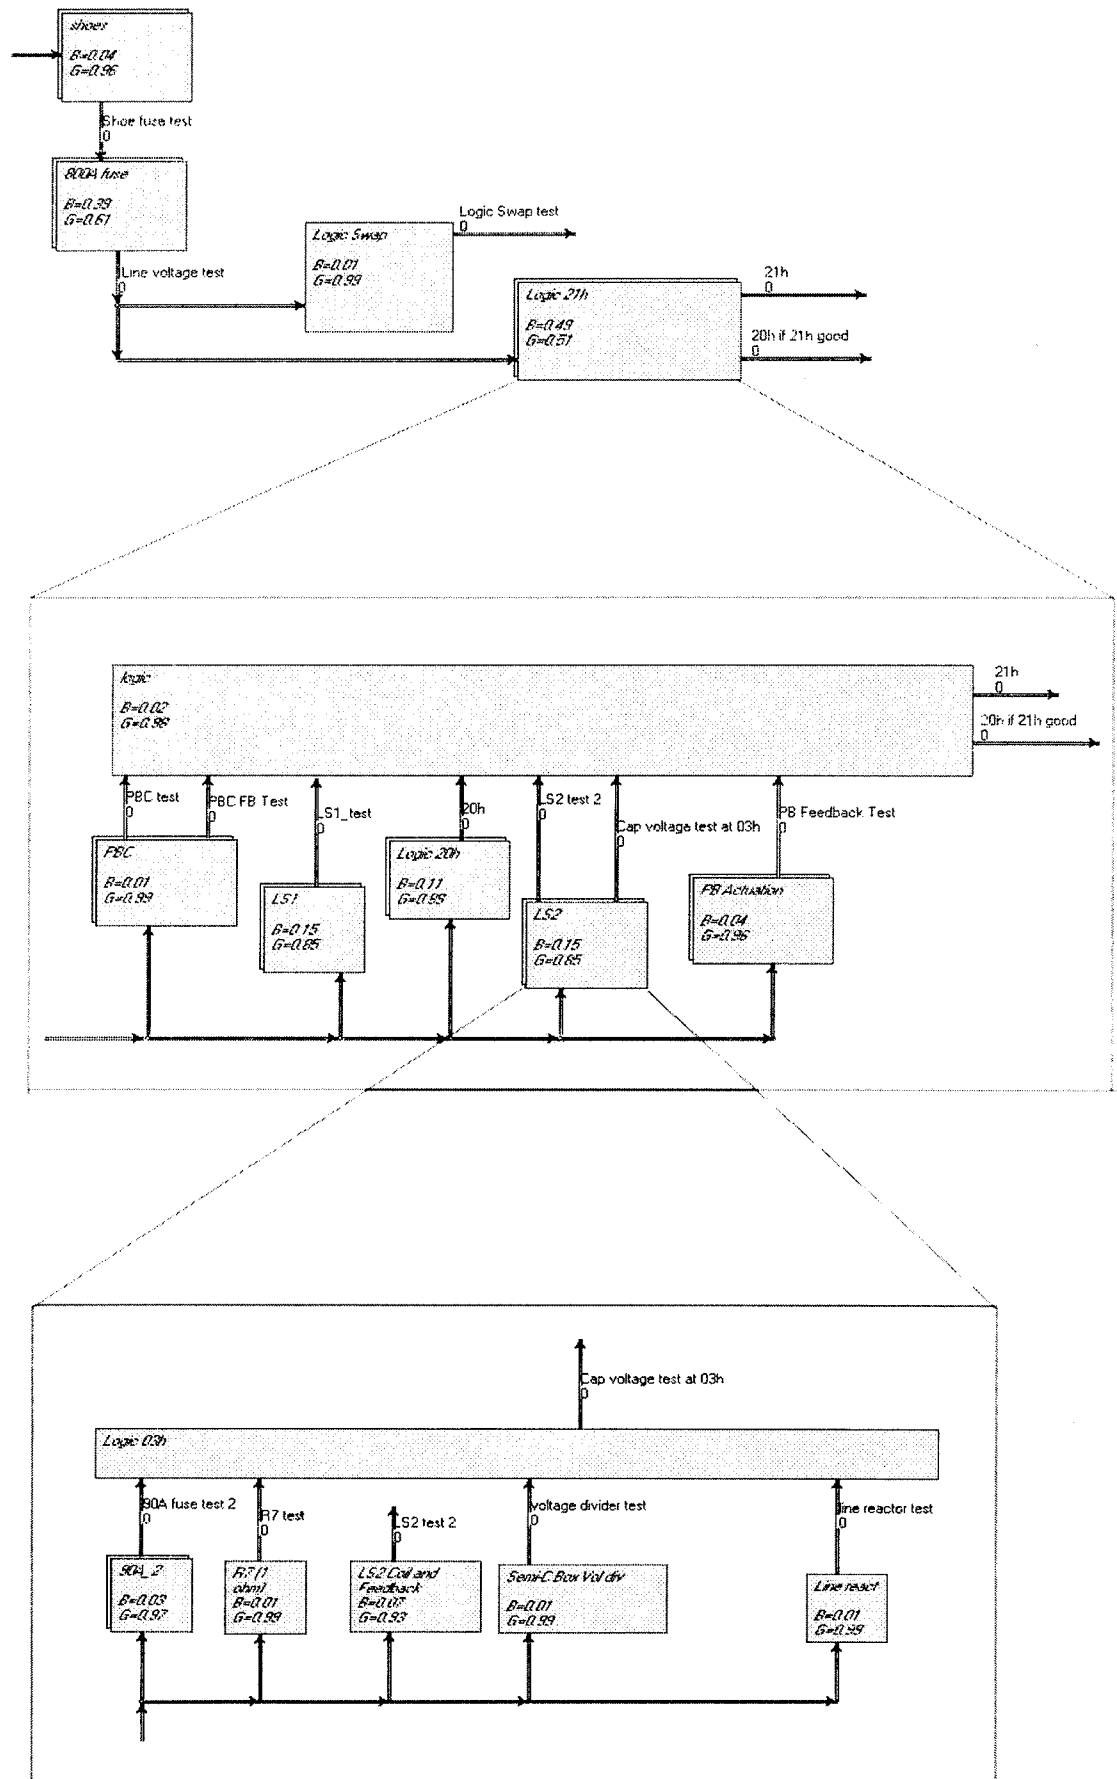 shoes
B=0.04
G=0.96
Shoe fuse test
0
800A fuse
B=0.39
G=0.61
Line voltage test
0
Logic Swap
B=0.01
G=0.99
Logic Swap test
0
Logic 21h
B=0.49
G=0.51
21h
0
20h if 21h good
0
logic
B=0.02
G=0.98
21h
0
20h if 21h good
0
PBC test
0
PBC FB Test
0
LS1_test
0
20h
0
LS2 test 2
0
Cap voltage test at 03h
0
PB Feedback Test
0
PBC
B=0.01
G=0.99
LS1
B=0.15
G=0.85
Logic 20h
B=0.11
LS2
B=0.15
G=0.85
PB Actuation
B=0.04
G=0.96
Cap voltage test at 03h
0
Logic 03h
90A fuse test 2
0
R7 test
0
LS2 test 2
0
voltage divider test
0
line reactor test
0
90A_2
B=0.03
G=0.97
R7 (1
ohm)
B=0.01
G=0.99
LS2 Coil and
Feedback
B=0.07
G=0.93
Semi-C Box Vol div
B=0.01
G=0.99
Line react
B=0.01
G=0.99